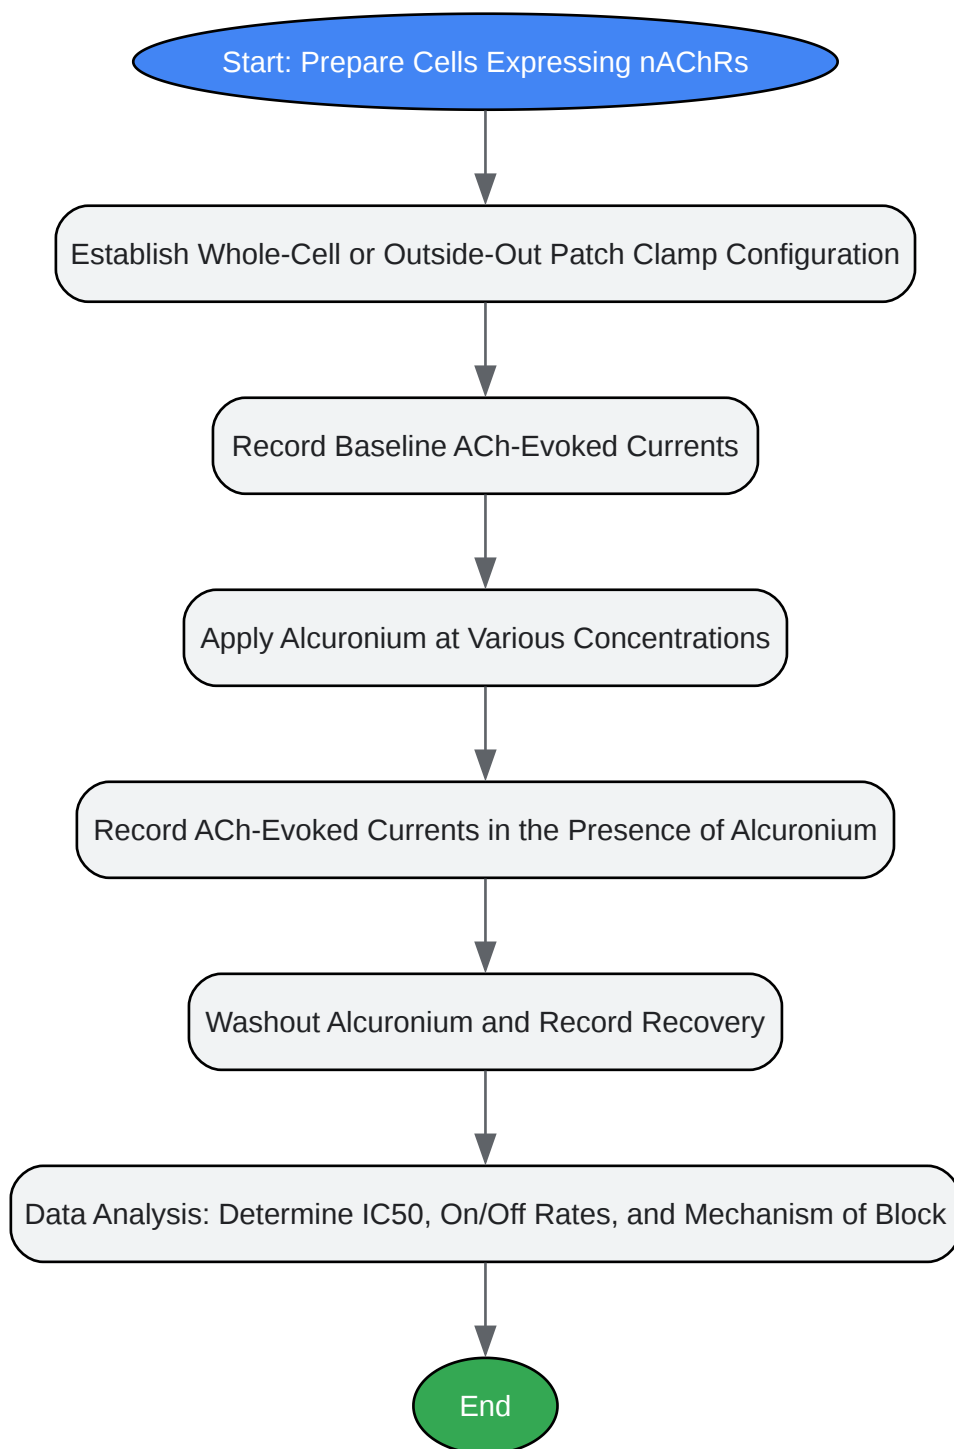 Start: Prepare Cells Expressing nAChRs
Establish Whole-Cell or Outside-Out Patch Clamp Configuration
Record Baseline ACh-Evoked Currents
Apply Alcuronium at Various Concentrations
Record ACh-Evoked Currents in the Presence of Alcuronium
Washout Alcuronium and Record Recovery
Data Analysis: Determine IC50, On/Off Rates, and Mechanism of Block
End